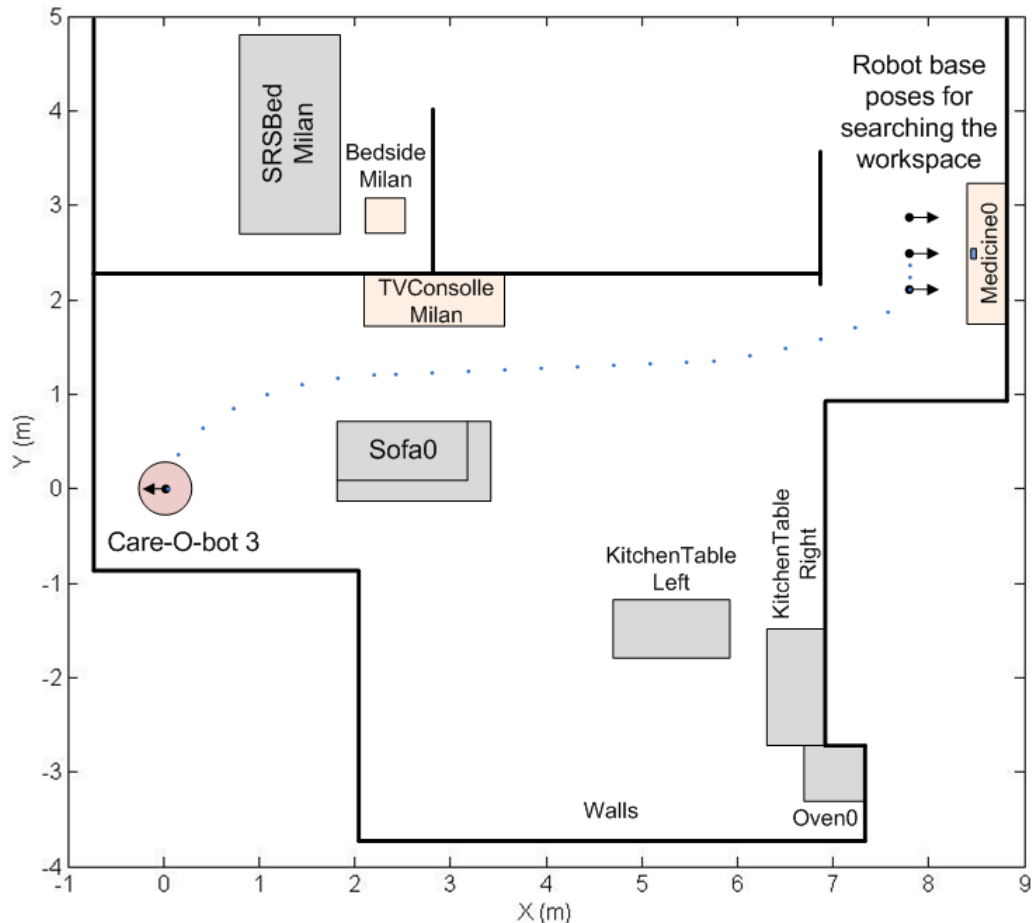 5
4
3
2
1
0
-1
-2
-3
-4
Y (m)
SRSBed
Milan
Bedside
Milan
Robot base
poses for
searching the
workspace
Medicine0
TVConsolle
Milan
Sofa0
Care-O-bot 3
KitchenTable
Left
KitchenTable
Right
Walls
Oven0
-1
0
1
2
3
4
5
6
7
8
9
X (m)